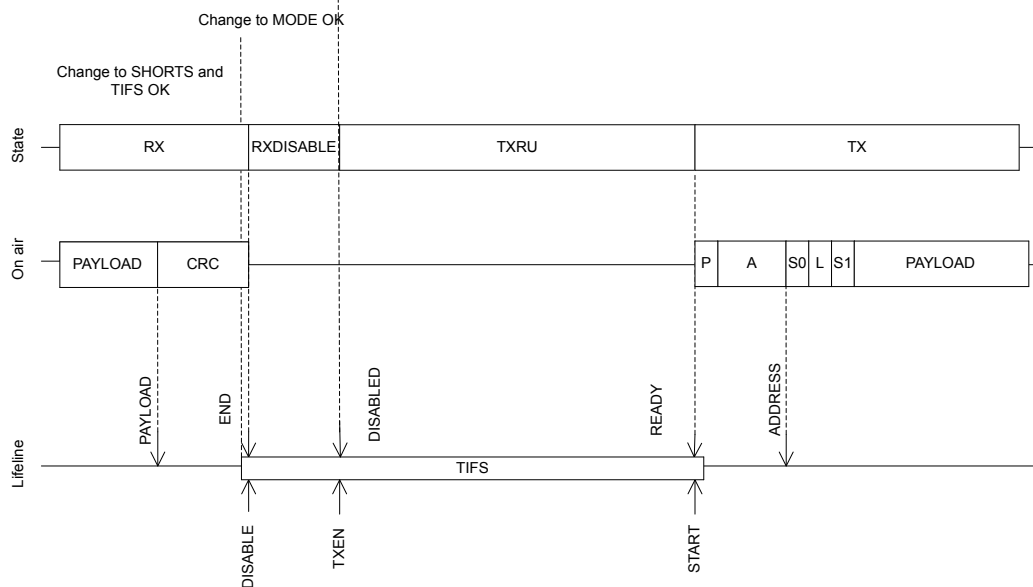 Change to MODE OK
Change to SHORTS and
TIFS OK
State
RX
RXDISABLE
TXRU
TX
On air
PAYLOAD
CRC
P
A
S0
L
S1
PAYLOAD
PAYLOAD
END
DISABLED
READY
ADDRESS
Lifeline
TIFS
DISABLE
TXEN
START